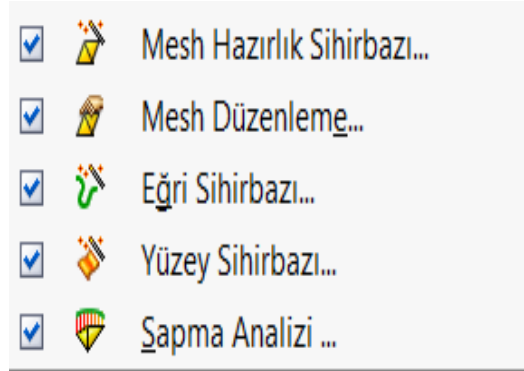 Mesh Hazırlık Sihirbazı...
Mesh Düzenleme...
Eğri Sihirbazı...
Yüzey Sihirbazı...
Sapma Analizi ...